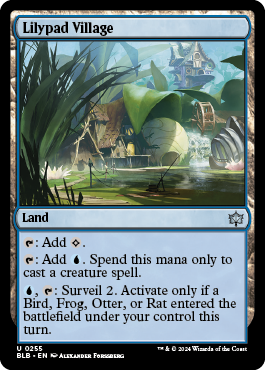 Lilypad Village
Land
: Add .
: Add . Spend this mana only to
cast a creature spell.
, : Surveil 2. Activate only if a
Bird, Frog, Otter, or Rat entered the
battlefield under your control this
turn.
U 0255
BLB • EN Alexander Forssberg
™ & © 2024 Wizards of the Coast